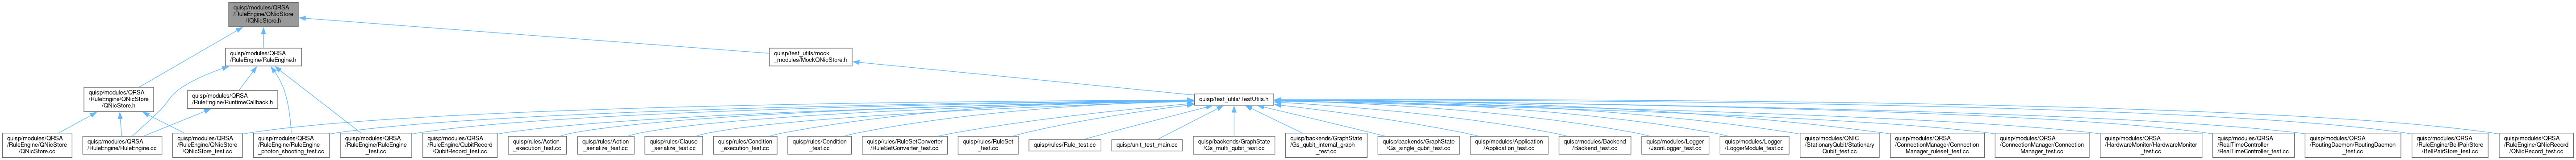 quisp/modules/QRSA
/RuleEngine/QNicStore
/IQNicStore.h
quisp/modules/QRSA
/RuleEngine/RuleEngine.h
quisp/test_utils/mock
_modules/MockQNicStore.h
quisp/modules/QRSA
/RuleEngine/QNicStore
/QNicStore.h
quisp/modules/QRSA
/RuleEngine/RuntimeCallback.h
quisp/test_utils/TestUtils.h
quisp/modules/QRSA
/RuleEngine/QNicStore
/QNicStore.cc
quisp/modules/QRSA
/RuleEngine/RuleEngine.cc
quisp/modules/QRSA
/RuleEngine/QNicStore
/QNicStore_test.cc
quisp/modules/QRSA
/RuleEngine/RuleEngine
_photon_shooting_test.cc
quisp/modules/QRSA
/RuleEngine/RuleEngine
_test.cc
quisp/modules/QRSA
/RuleEngine/QubitRecord
/QubitRecord_test.cc
quisp/rules/Action
_execution_test.cc
quisp/rules/Action
_serialize_test.cc
quisp/rules/Clause
_serialize_test.cc
quisp/rules/Condition
_execution_test.cc
quisp/rules/Condition
_test.cc
quisp/rules/RuleSetConverter
/RuleSetConverter_test.cc
quisp/rules/RuleSet
_test.cc
quisp/rules/Rule_test.cc
quisp/unit_test_main.cc
quisp/backends/GraphState
/Gs_multi_qubit_test.cc
quisp/backends/GraphState
/Gs_qubit_internal_graph
_test.cc
quisp/backends/GraphState
/Gs_single_qubit_test.cc
quisp/modules/Application
/Application_test.cc
quisp/modules/Backend
/Backend_test.cc
quisp/modules/Logger
/JsonLogger_test.cc
quisp/modules/Logger
/LoggerModule_test.cc
quisp/modules/QNIC
/StationaryQubit/Stationary
Qubit_test.cc
quisp/modules/QRSA
/ConnectionManager/Connection
Manager_ruleset_test.cc
quisp/modules/QRSA
/ConnectionManager/Connection
Manager_test.cc
quisp/modules/QRSA
/HardwareMonitor/HardwareMonitor
_test.cc
quisp/modules/QRSA
/RealTimeController
/RealTimeController_test.cc
quisp/modules/QRSA
/RoutingDaemon/RoutingDaemon
_test.cc
quisp/modules/QRSA
/RuleEngine/BellPairStore
/BellPairStore_test.cc
quisp/modules/QRSA
/RuleEngine/QNicRecord
/QNicRecord_test.cc